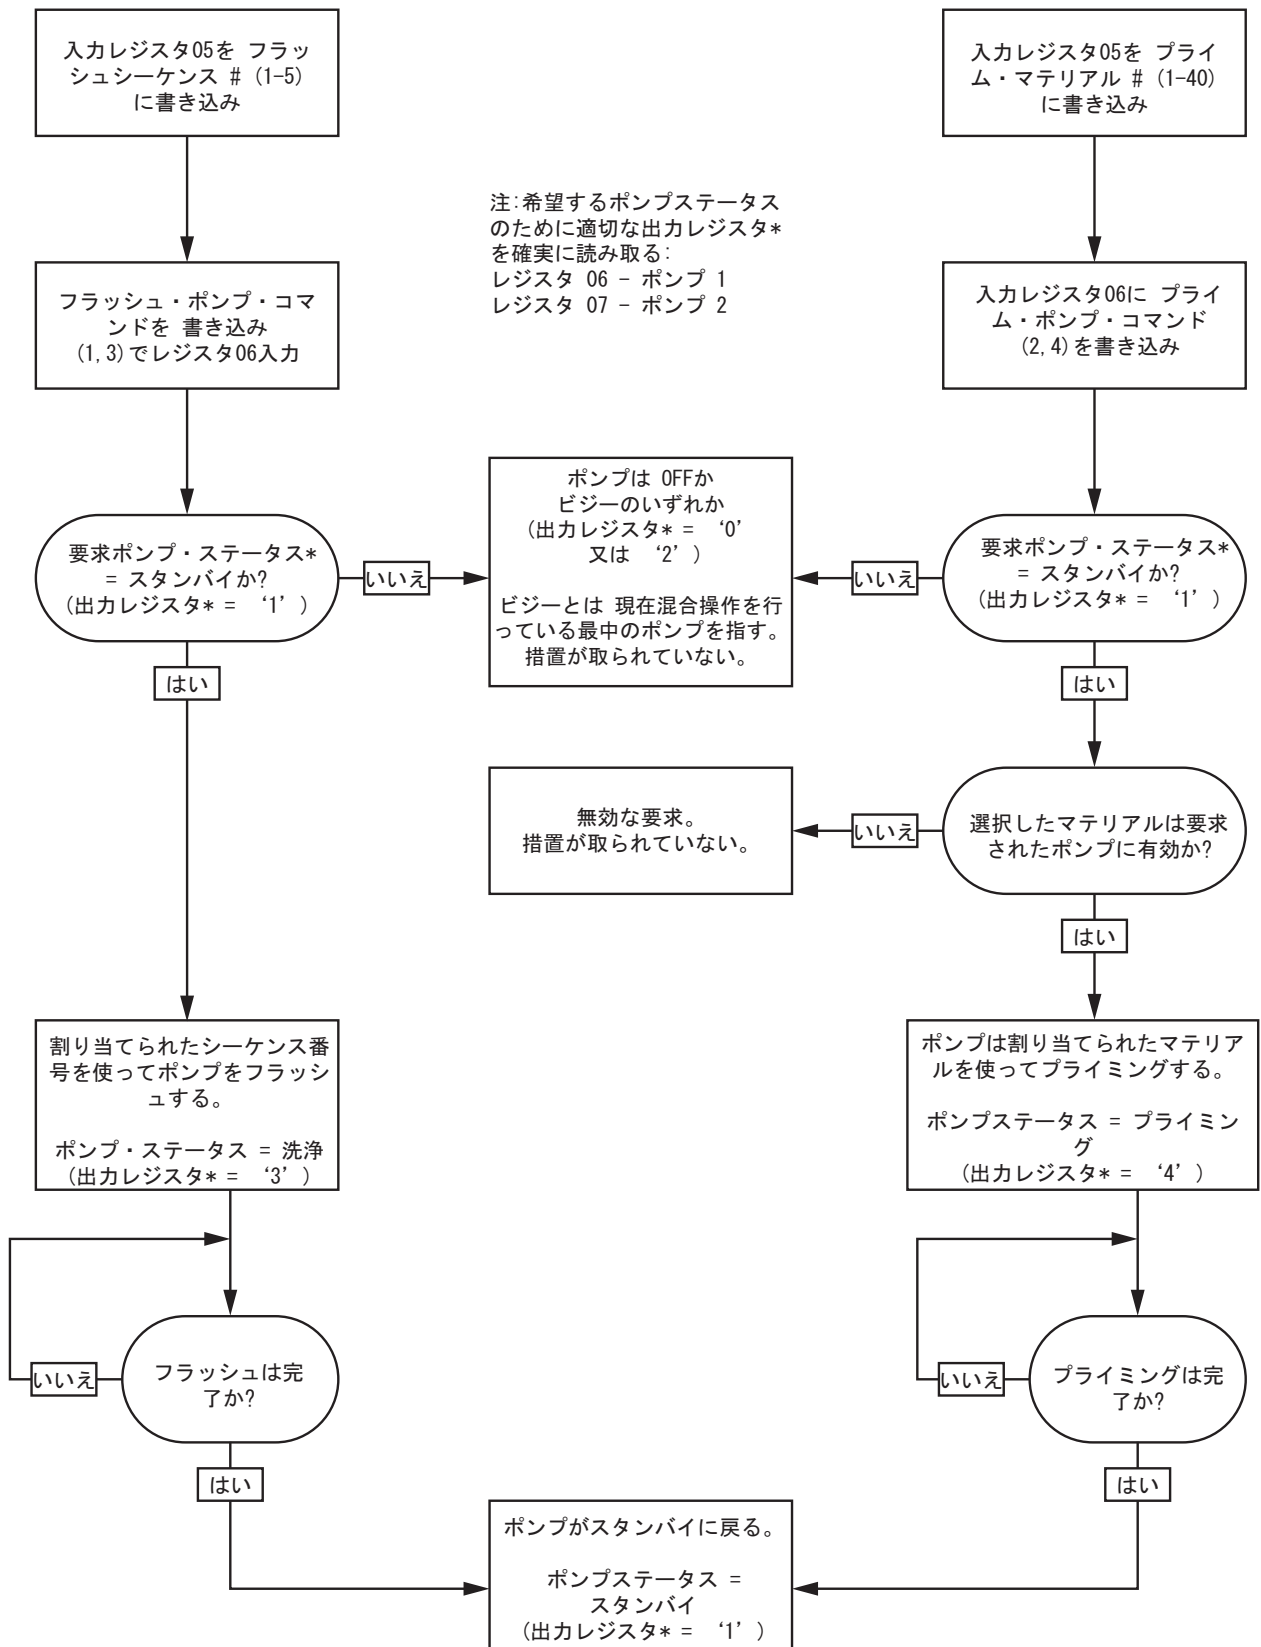 入力レジスタ05を フラッ
シュシーケンス # (1-5)
に書き込み
入力レジスタ05を プライ
ム・マテリアル # (1-40)
に書き込み
注:希望するポンプステータス
のために適切な出力レジスタ*
を確実に読み取る:
レジスタ 06 - ポンプ 1
レジスタ 07 - ポンプ 2
フラッシュ・ポンプ・コマ
ンドを 書き込み
(1,3)でレジスタ06入力
入力レジスタ06に プライ
ム・ポンプ・コマンド
(2,4)を書き込み
要求ポンプ・ステータス*
= スタンバイか?
(出力レジスタ* = ‘1’)
いいえ
ポンプは OFFか
ビジーのいずれか
(出力レジスタ* = ‘0’
又は ‘2’)
ビジーとは 現在混合操作を行
っている最中のポンプを指す。
措置が取られていない。
いいえ
要求ポンプ・ステータス*
= スタンバイか?
(出力レジスタ* = ‘1’)
はい
はい
無効な要求。
措置が取られていない。
いいえ
選択したマテリアルは要求
されたポンプに有効か?
はい
割り当てられたシーケンス番
号を使ってポンプをフラッシ
ュする。
ポンプ・ステータス = 洗浄
(出力レジスタ* = ‘3’)
ポンプは割り当てられたマテリア
ルを使ってプライミングする。
ポンプステータス = プライミン
グ
(出力レジスタ* = ‘4’)
いいえ
フラッシュは完
了か?
いいえ
プライミングは完
了か?
はい
はい
ポンプがスタンバイに戻る。
ポンプステータス =
スタンバイ
(出力レジスタ* = ‘1’)